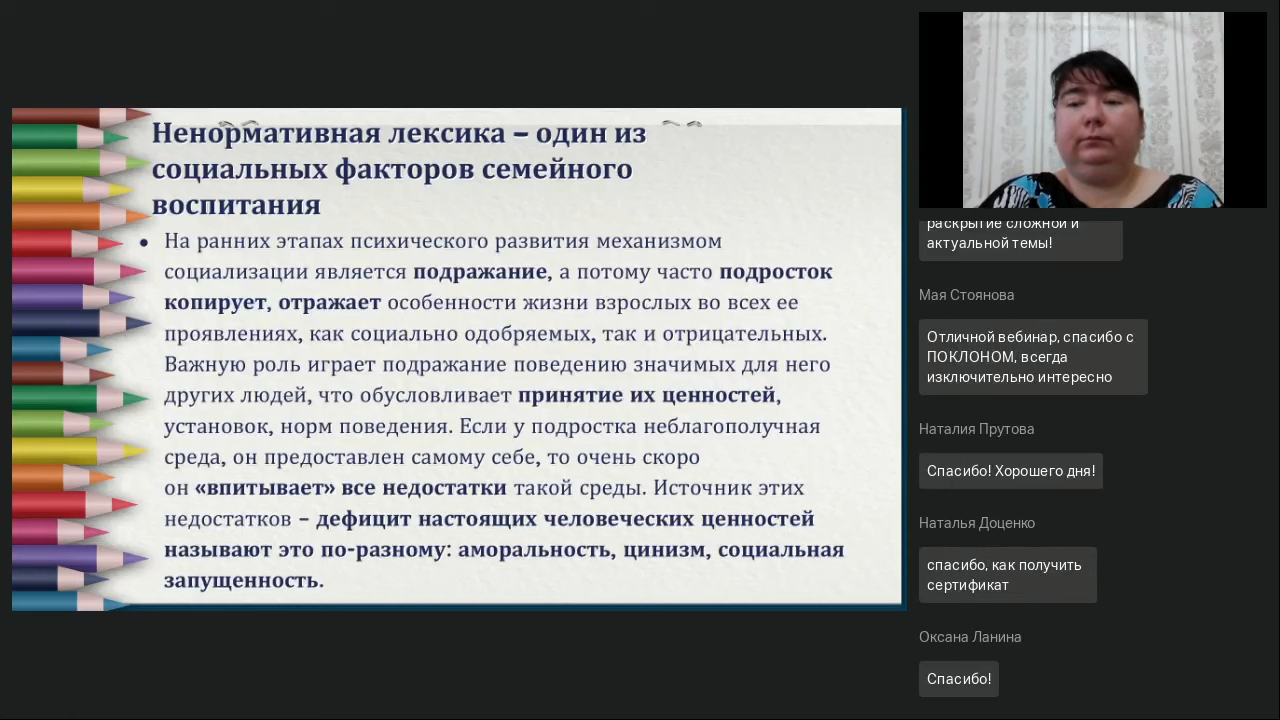 Ненормативная лексика – один из
социальных факторов семейного
воспитания
• На ранних этапах психического развития механизмом
социализации является подражание, а потому часто подросток
копирует, отражает особенности жизни взрослых во всех ее
проявлениях, как социально одобряемых, так и отрицательных.
Важную роль играет подражание поведению значимых для него
других людей, что обусловливает принятие их ценностей,
установок, норм поведения. Если у подростка неблагополучная
среда, он предоставлен самому себе, то очень скоро
он «впитывает» все недостатки такой среды. Источник этих
недостатков – дефицит настоящих человеческих ценностей
называют это по-разному: аморальность, цинизм, социальная
запущенность.
раскрытие сложной и
актуальной темы!
Мая Стоянова
Отличной вебинар, спасибо с
ПОКЛОНОМ, всегда
изключительно интересно
Наталия Прутова
Спасибо! Хорошего дня!
Наталья Доценко
спасибо, как получить
сертификат
Оксана Ланина
Спасибо!